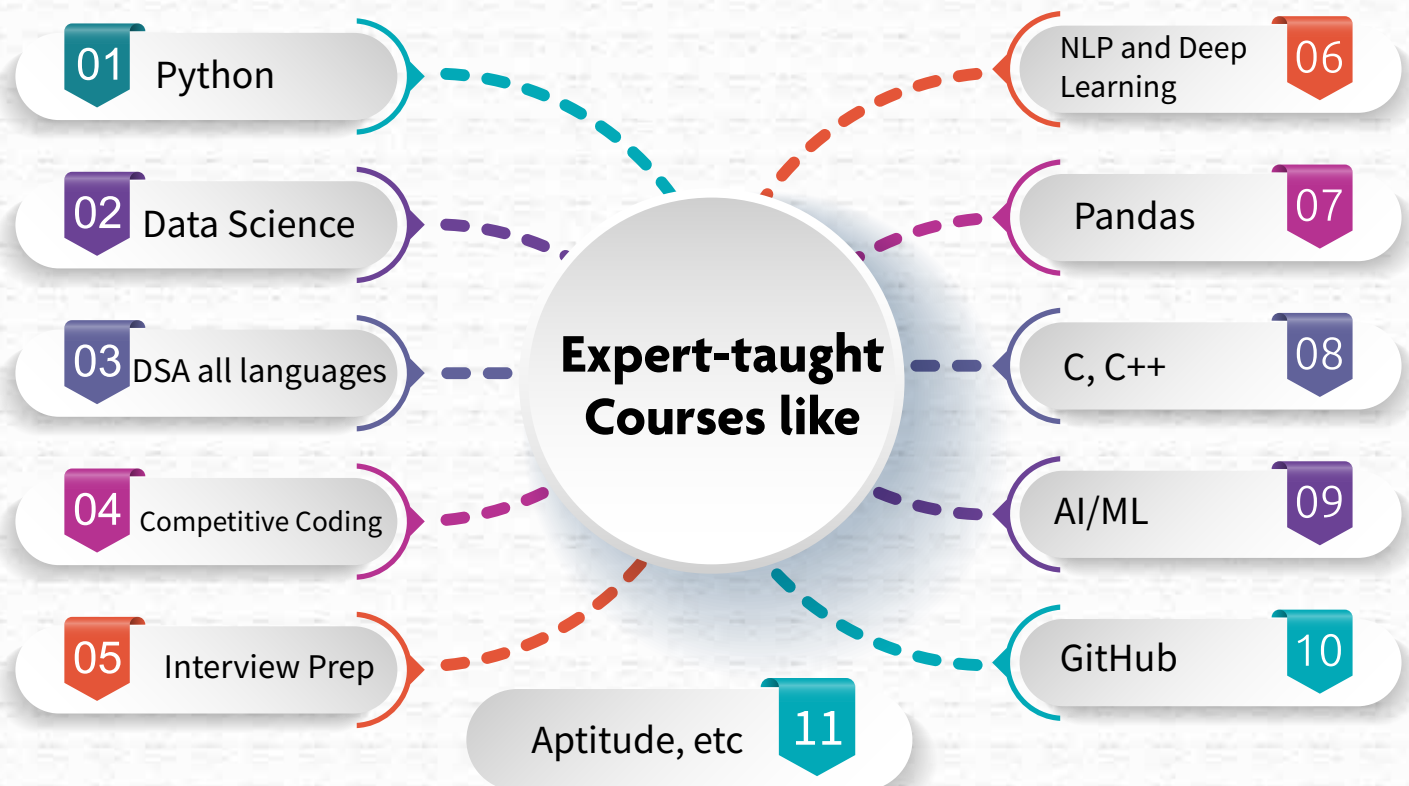 01
Python
02
Data Science
03
DSA all languages
04
Competitive Coding
05
Interview Prep
Expert-taught
Courses like
NLP and Deep
Learning
06
Pandas
07
C, C++
08
AI/ML
09
GitHub
10
Aptitude, etc
11